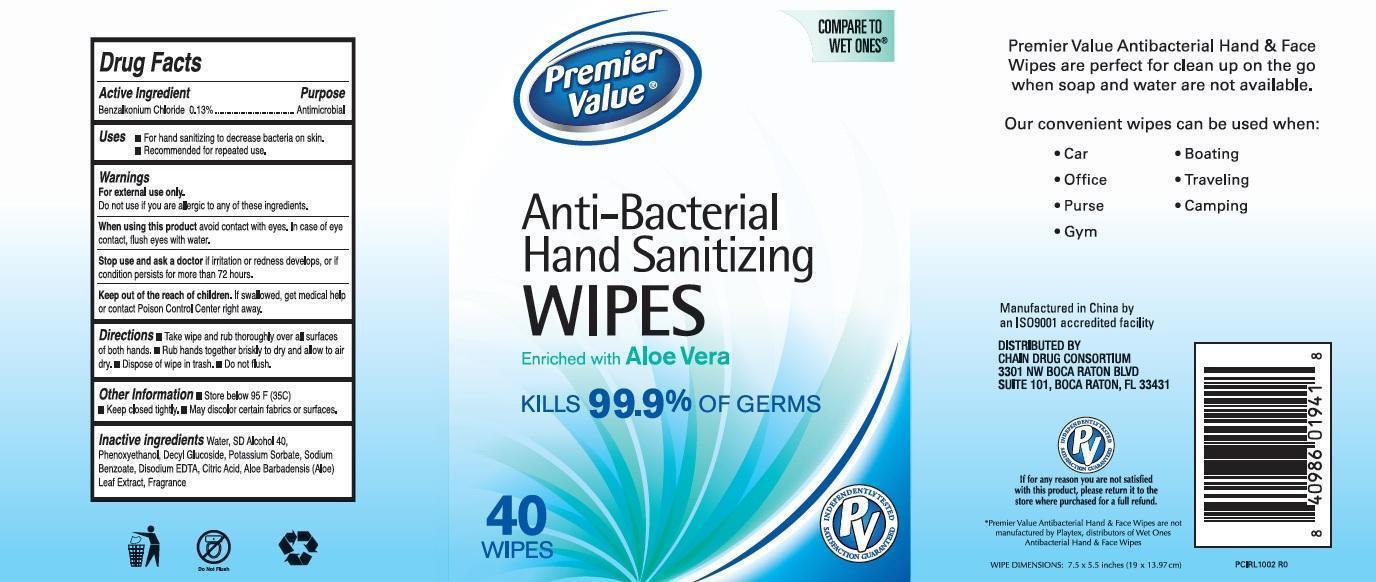 Drug Facts
Active Ingredient Purpose
Benzalkonium Chloride 0.13% ........................ Antimicrobial
Uses ■ For hand sanitizing to decrease bacteria on skin.
■ Recommended for repeated use.
Warnings
For external use only.
Do not use if you are allergic to any of these ingredients.
When using this product avoid contact with eyes. In case of eye
contact, flush eyes with water.
Stop use and ask a doctor if irritation or redness develops, or if
condition persists for more than 72 hours.
Keep out of the reach of children. If swallowed, get medical help
or contact Poison Control Center right away.
Directions ■ Take wipe and rub thoroughly over all surfaces
of both hands. ■ Rub hands together briskly to dry and allow to air
dry. ■ Dispose of wipe in trash. ■ Do not flush.
Other Information ■ Store below 95 F (35C)
■ Keep closed tightly. ■ May discolor certain fabrics or surfaces.
Inactive ingredients Water, SD Alcohol 40,
Phenoxyethanol, Decyl Glucoside, Potassium Sorbate, Sodium
Benzoate, Disodium EDTA, Citric Acid, Aloe Barbadensis (Aloe)
Leaf Extract, Fragrance
Do Not Flush
COMPARE TO
WET ONES®
Premier
Value®
Anti-Bacterial
Hand Sanitizing
WIPES
Enriched with Aloe Vera
KILLS 99.9% OF GERMS
40
WIPES
INDEPENDENTLY TESTED
PV
SATISFACTION GUARANTEED
Premier Value Antibacterial Hand & Face
Wipes are perfect for clean up on the go
when soap and water are not available.
Our convenient wipes can be used when:
• Car • Boating
• Office • Traveling
• Purse • Camping
• Gym
Manufactured in China by
an ISO9001 accredited facility
DISTRIBUTED BY
CHAIN DRUG CONSORTIUM
3301 NW BOCA RATON BLVD
SUITE 101, BOCA RATON, FL 33431
INDEPENDENTLY TESTED
PV
SATISFACTION GUARANTEED
If for any reason you are not satisfied
with this product, please return it to the
store where purchased for a full refund.
*Premier Value Antibacterial Hand & Face Wipes are not
manufactured by Playtex, distributors of Wet Ones
Antibacterial Hand & Face Wipes
WIPE DIMENSIONS: 7.5 x 5.5 inches (19 x 13.97 cm)
8 40986 01941 8
PCIRL1002 R0